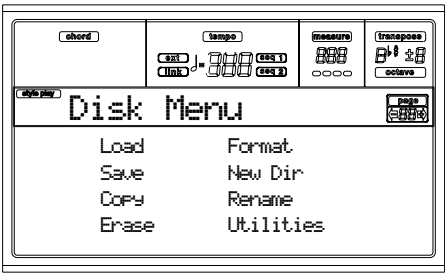 chord tempo measure transpose
ext seq 1
link seq 2
octave
style play Disk Menu page
Load Format
Save New Dir
Copy Rename
Erase Utilities